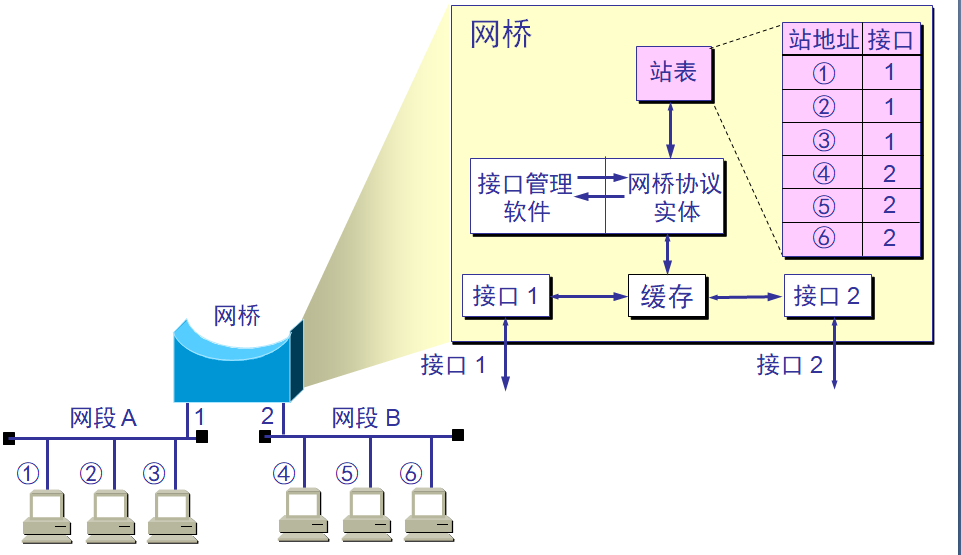 网桥
站表
站地址 接口
① 1
② 1
③ 1
④ 2
⑤ 2
⑥ 2
接口管理
软件
网桥协议
实体
接口 1
缓存
接口 2
接口 1
接口 2
网桥
网段 A
1
2
网段 B
①
②
③
④
⑤
⑥